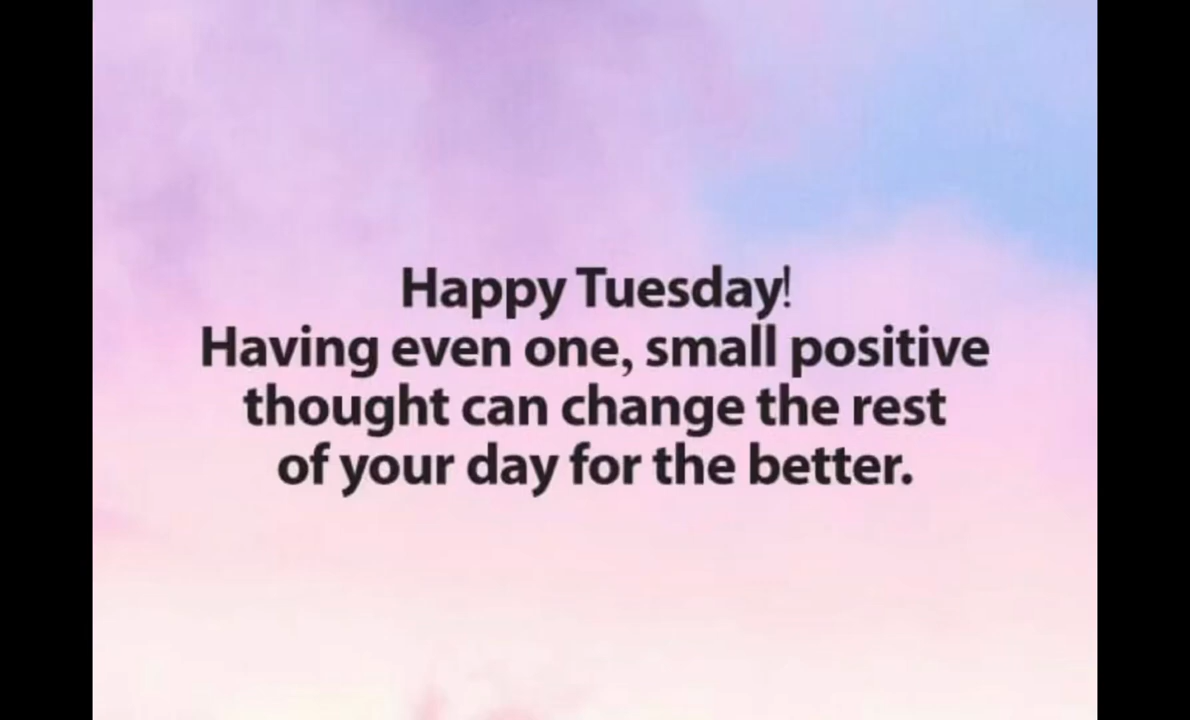 Happy Tuesday!
Having even one, small positive
thought can change the rest
of your day for the better.